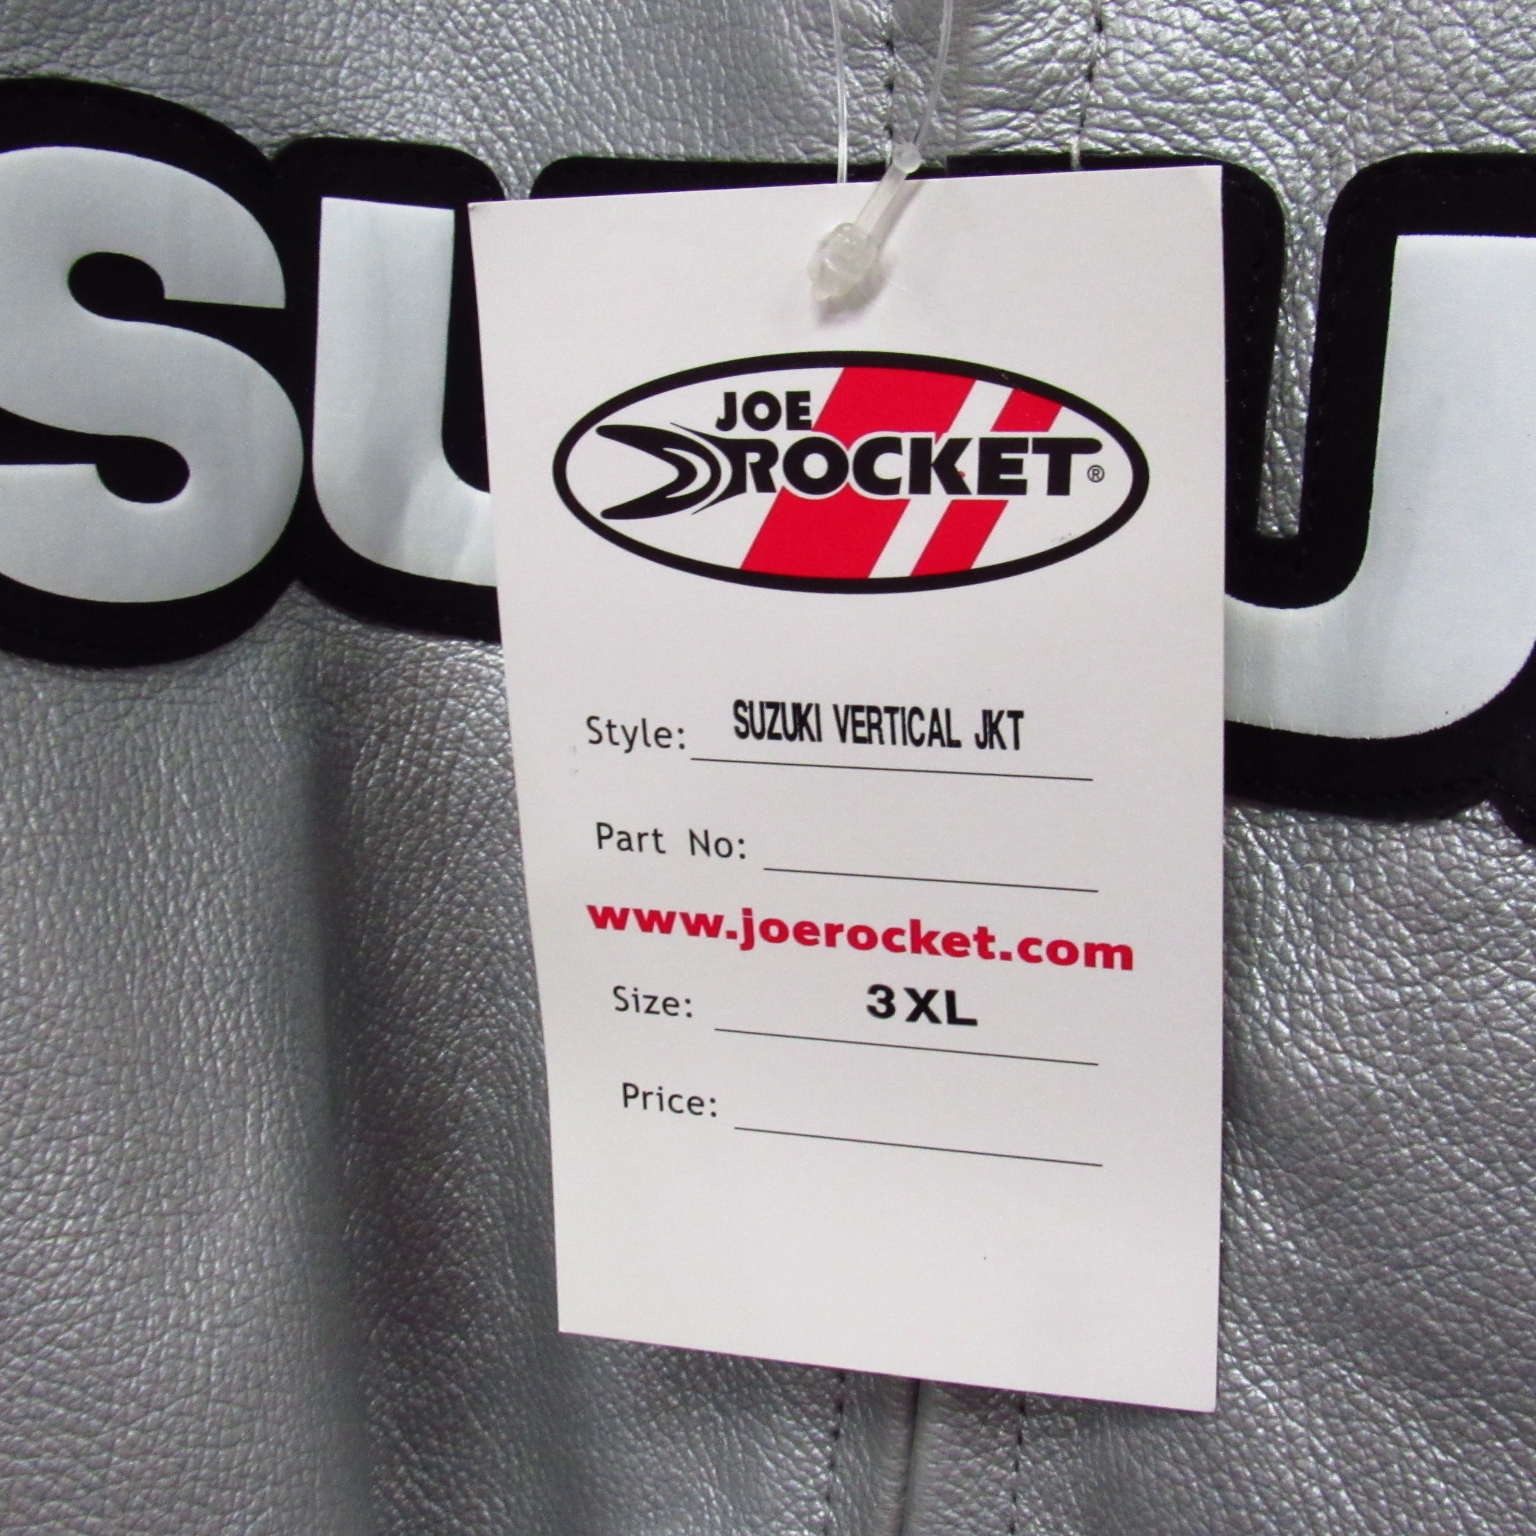 SU U
JOE
ROCKET®
Style: SUZUKI VERTICAL JKT
Part No:
www.joerocket.com
Size: 3XL
Price: